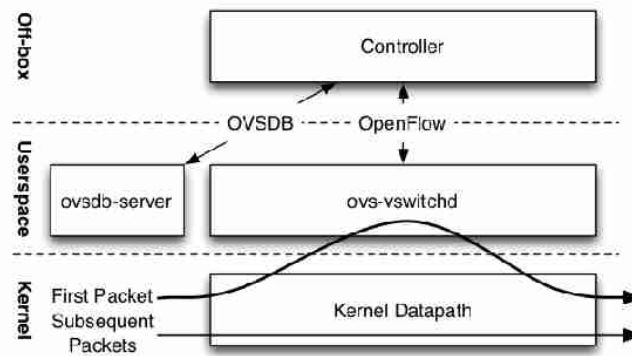 Off-box
Controller
OVSDB
OpenFlow
Userspace
ovsdb-server
ovs-vswitchd
Kernel
First Packet
Subsequent
Packets
Kernel Datapath